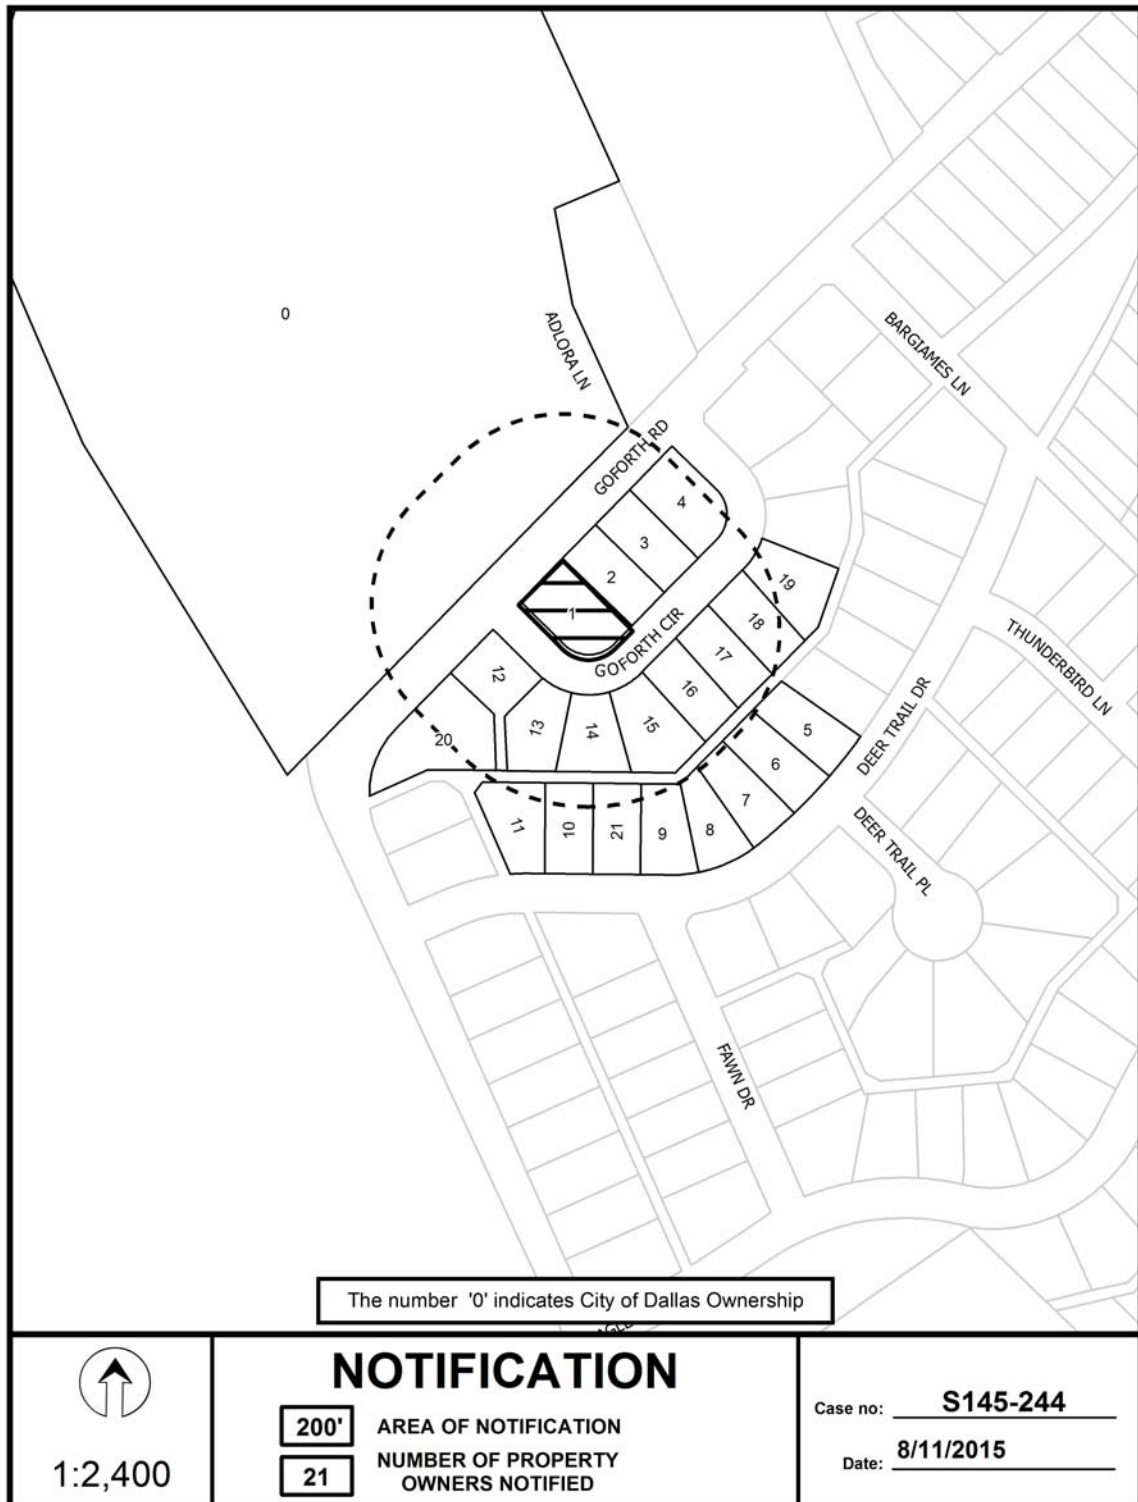 0
ADLORA LN
BARGIAMES LN
GOFORTH RD
4
3
2
1
19
18
GOFORTH CIR
17
THUNDERBIRD LN
12
16
13
14
15
20
5
DEER TRAIL DR
6
7
11
10
21
9
8
DEER TRAIL PL
FAWN DR
The number '0' indicates City of Dallas Ownership
NOTIFICATION
200' AREA OF NOTIFICATION
21 NUMBER OF PROPERTY
OWNERS NOTIFIED
1:2,400
Case no: S145-244
Date: 8/11/2015